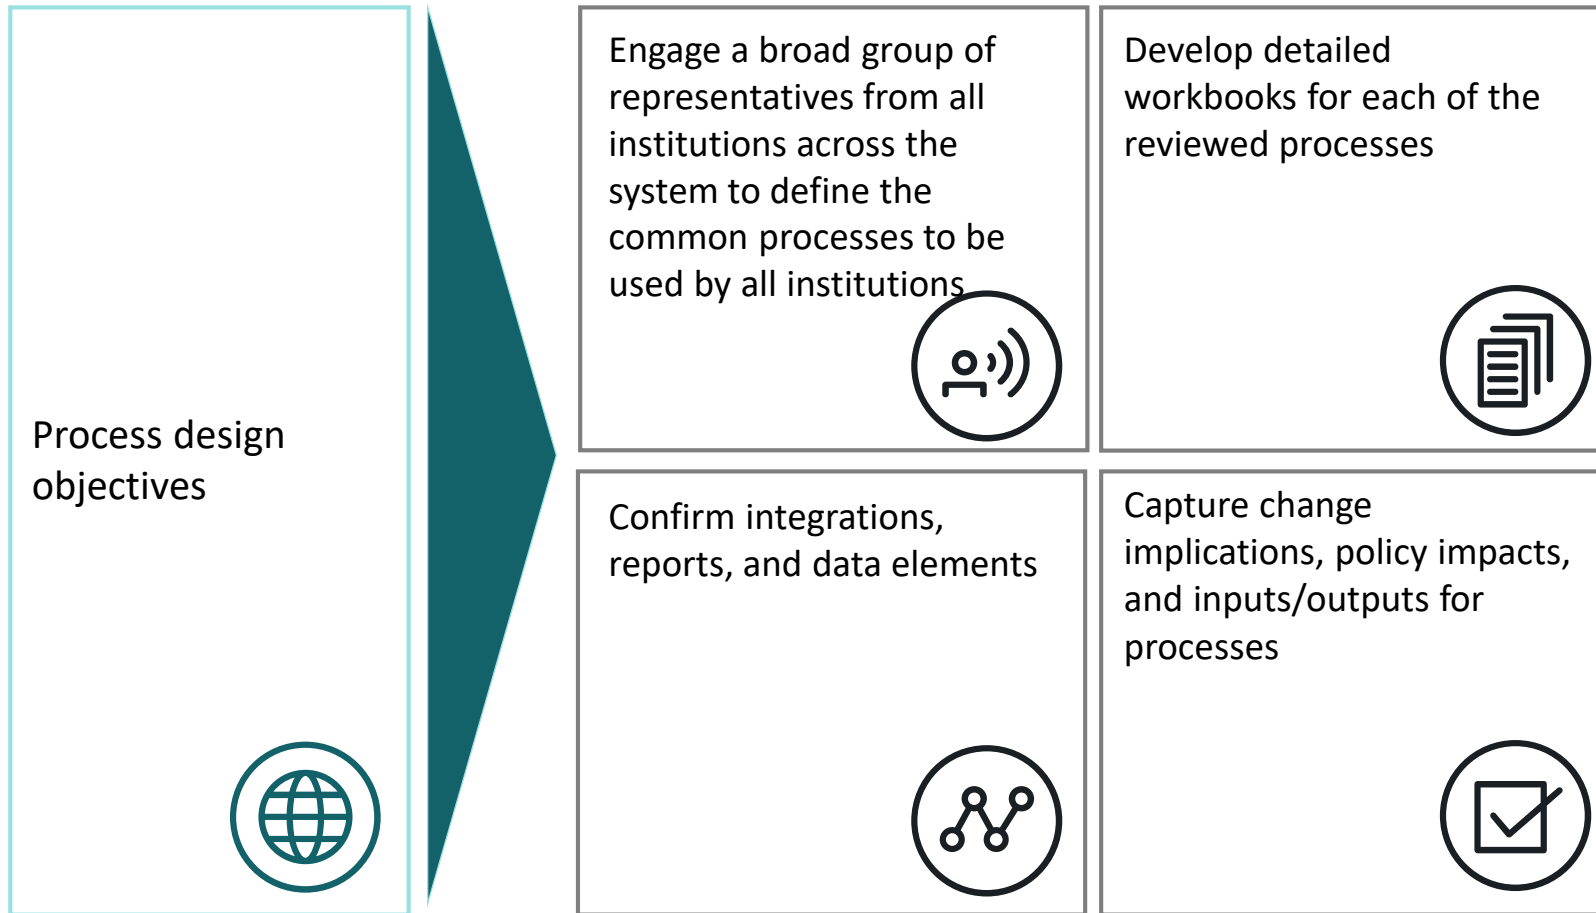 Process design
objectives
Engage a broad group of
representatives from all
institutions across the
system to define the
common processes to be
used by all institutions
Develop detailed
workbooks for each of the
reviewed processes
Confirm integrations,
reports, and data elements
Capture change
implications, policy impacts,
and inputs/outputs for
processes